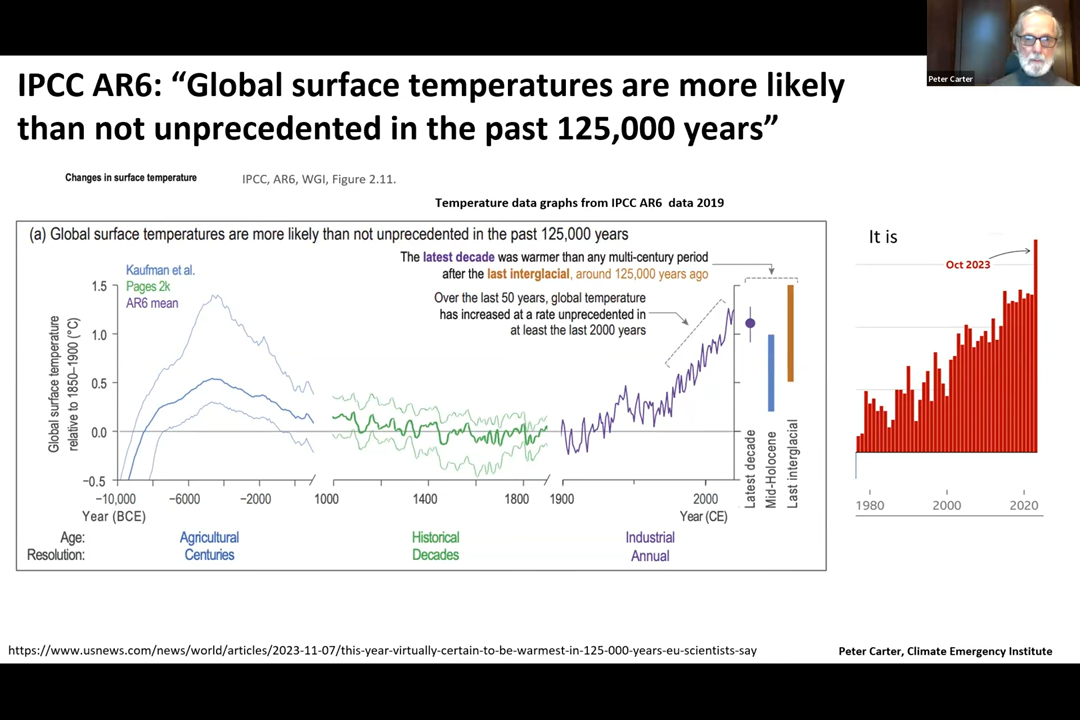 Peter Carter
IPCC AR6: “Global surface temperatures are more likely
than not unprecedented in the past 125,000 years”
Changes in surface temperature
IPCC, AR6, WGI, Figure 2.11.
Temperature data graphs from IPCC AR6 data 2019
(a) Global surface temperatures are more likely than not unprecedented in the past 125,000 years
The latest decade was warmer than any multi-century period
after the last interglacial, around 125,000 years ago
Kaufman et al.
Pages 2k
AR6 mean
Over the last 50 years, global temperature
has increased at a rate unprecedented in
at least the last 2000 years
Global surface temperature
relative to 1850–1900 (°C)
1.5
1.0
0.5
0.0
−0.5
−10,000
−6000
−2000
1000
1400
1800
1900
2000
Year (BCE)
Year (CE)
Latest decade
Mid-Holocene
Last interglacial
Age:
Agricultural
Historical
Industrial
Resolution:
Centuries
Decades
Annual
It is
Oct 2023
1980
2000
2020
https://www.usnews.com/news/world/articles/2023-11-07/this-year-virtually-certain-to-be-warmest-in-125-000-years-eu-scientists-say
Peter Carter, Climate Emergency Institute